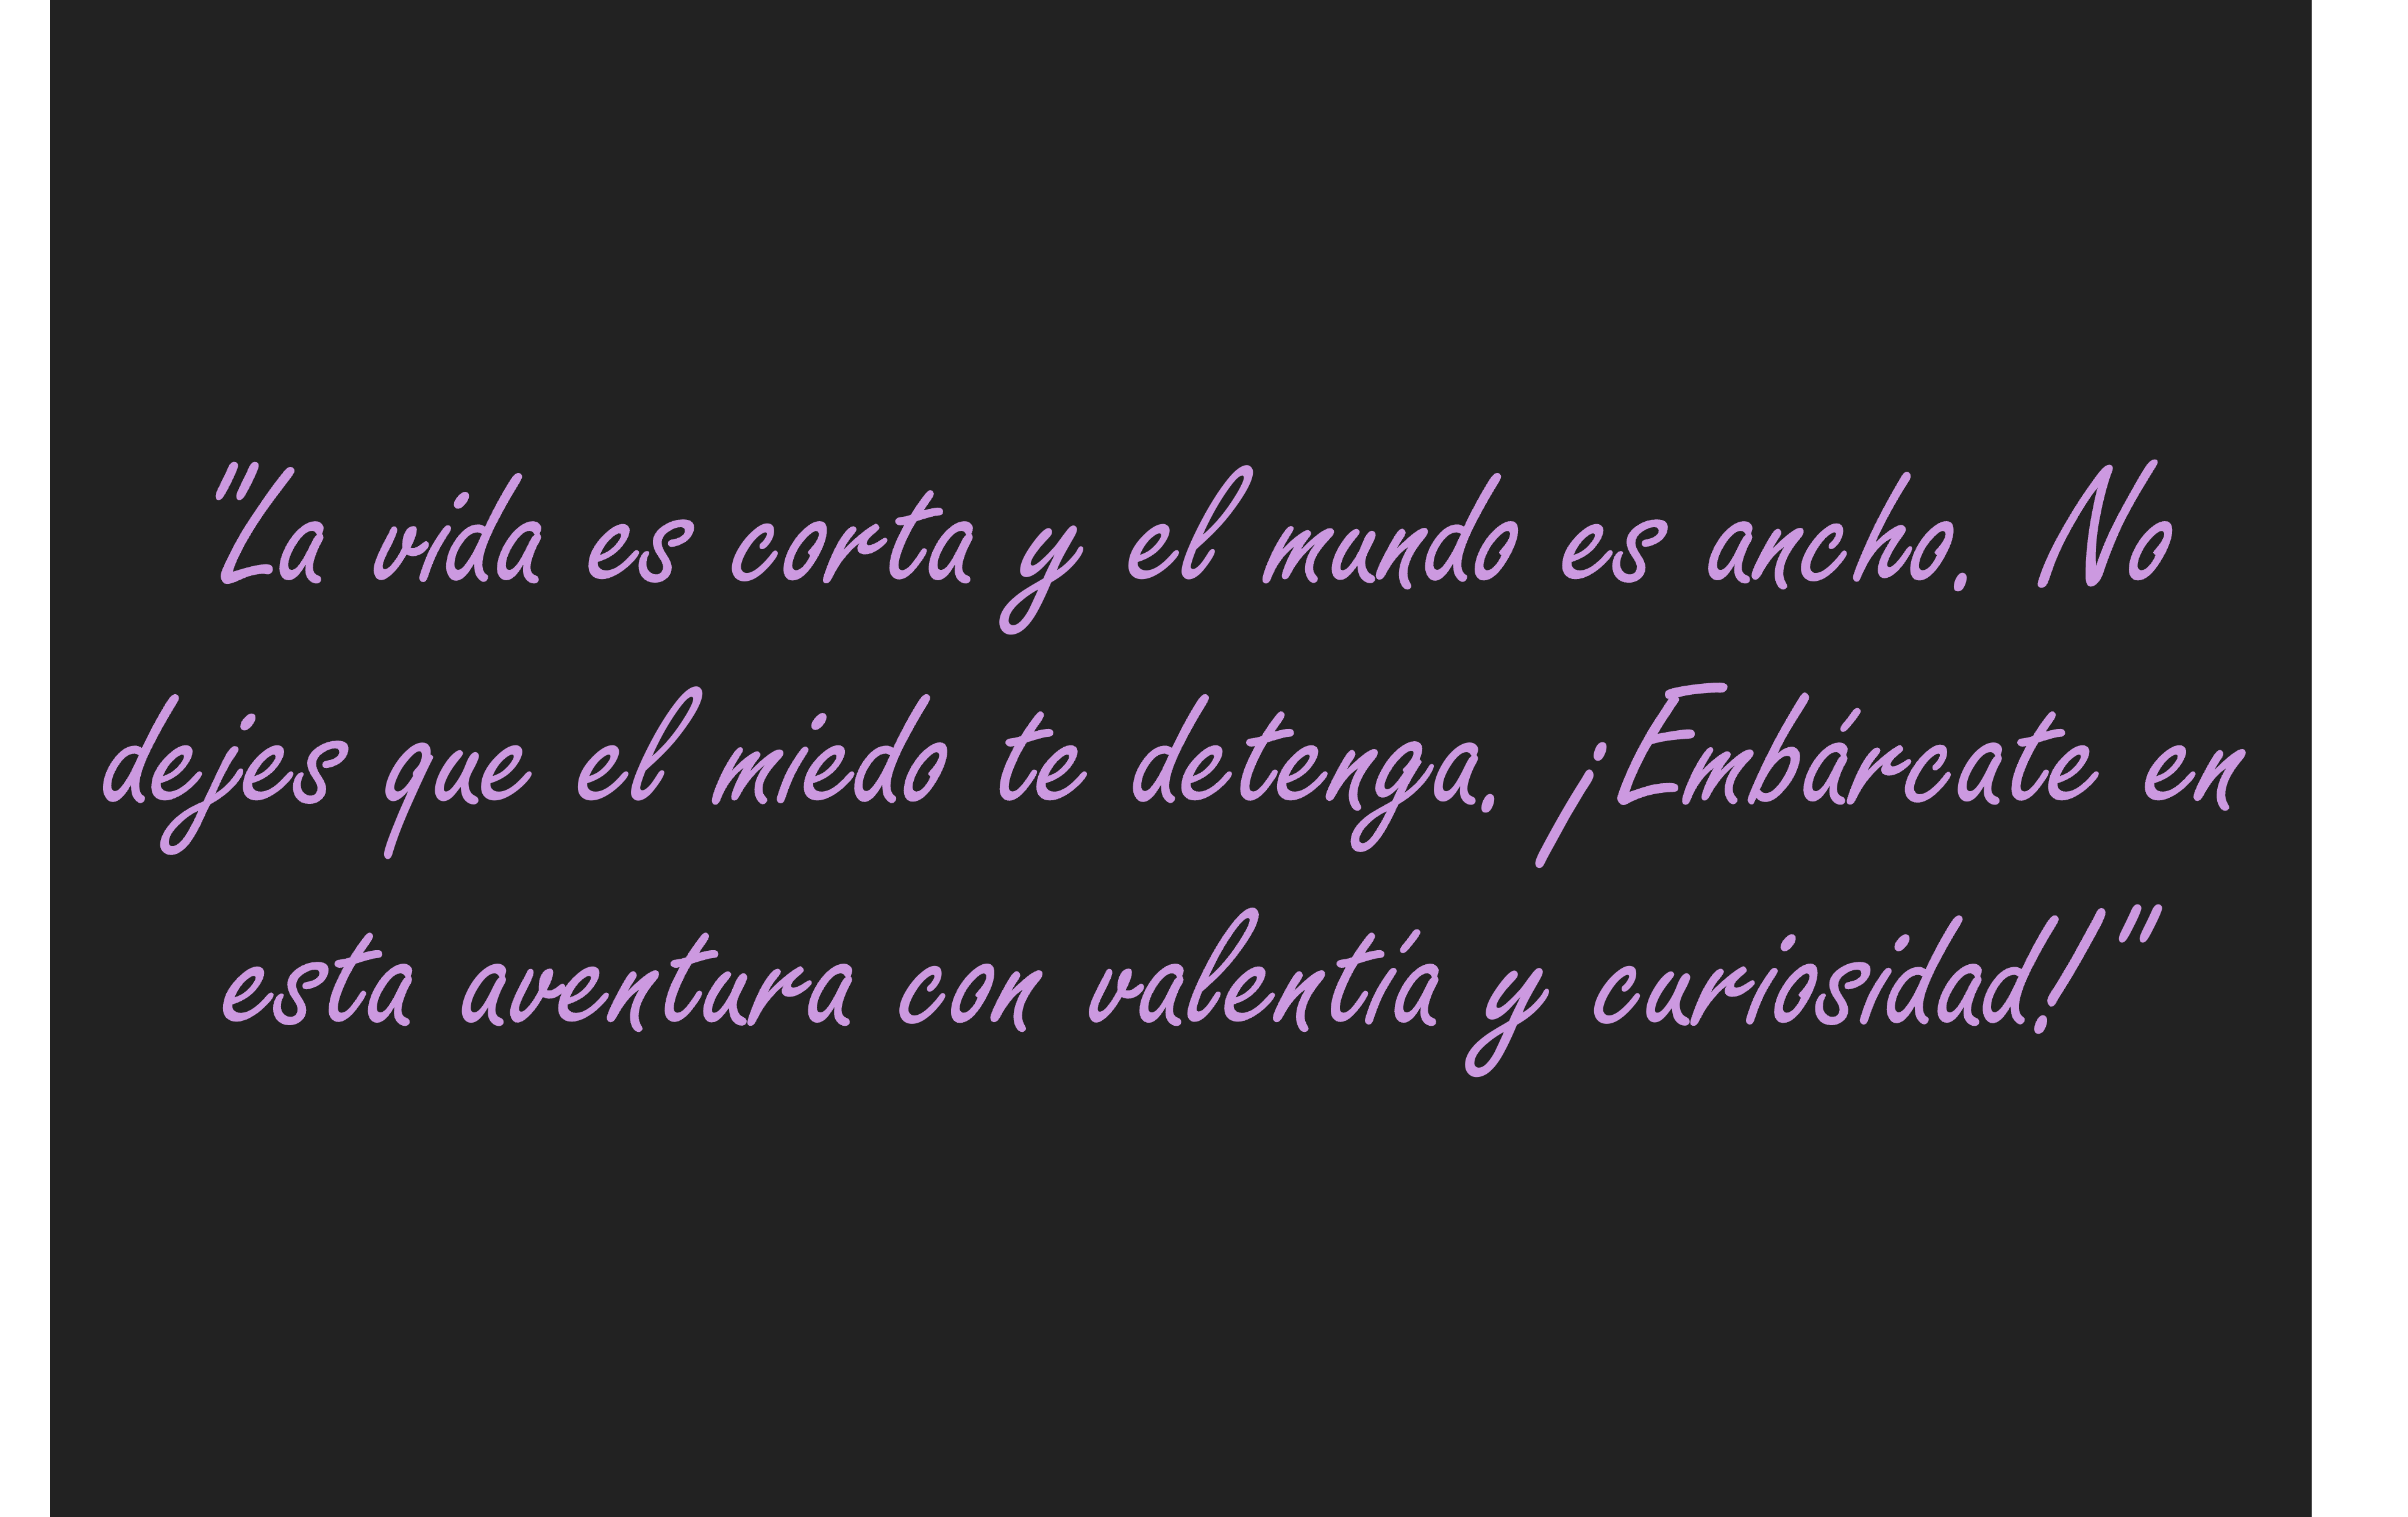 "La vida es corta y el mundo es ancho. No
dejes que el miedo te detenga. ¡Embárcate en
esta aventura con valentía y curiosidad!"